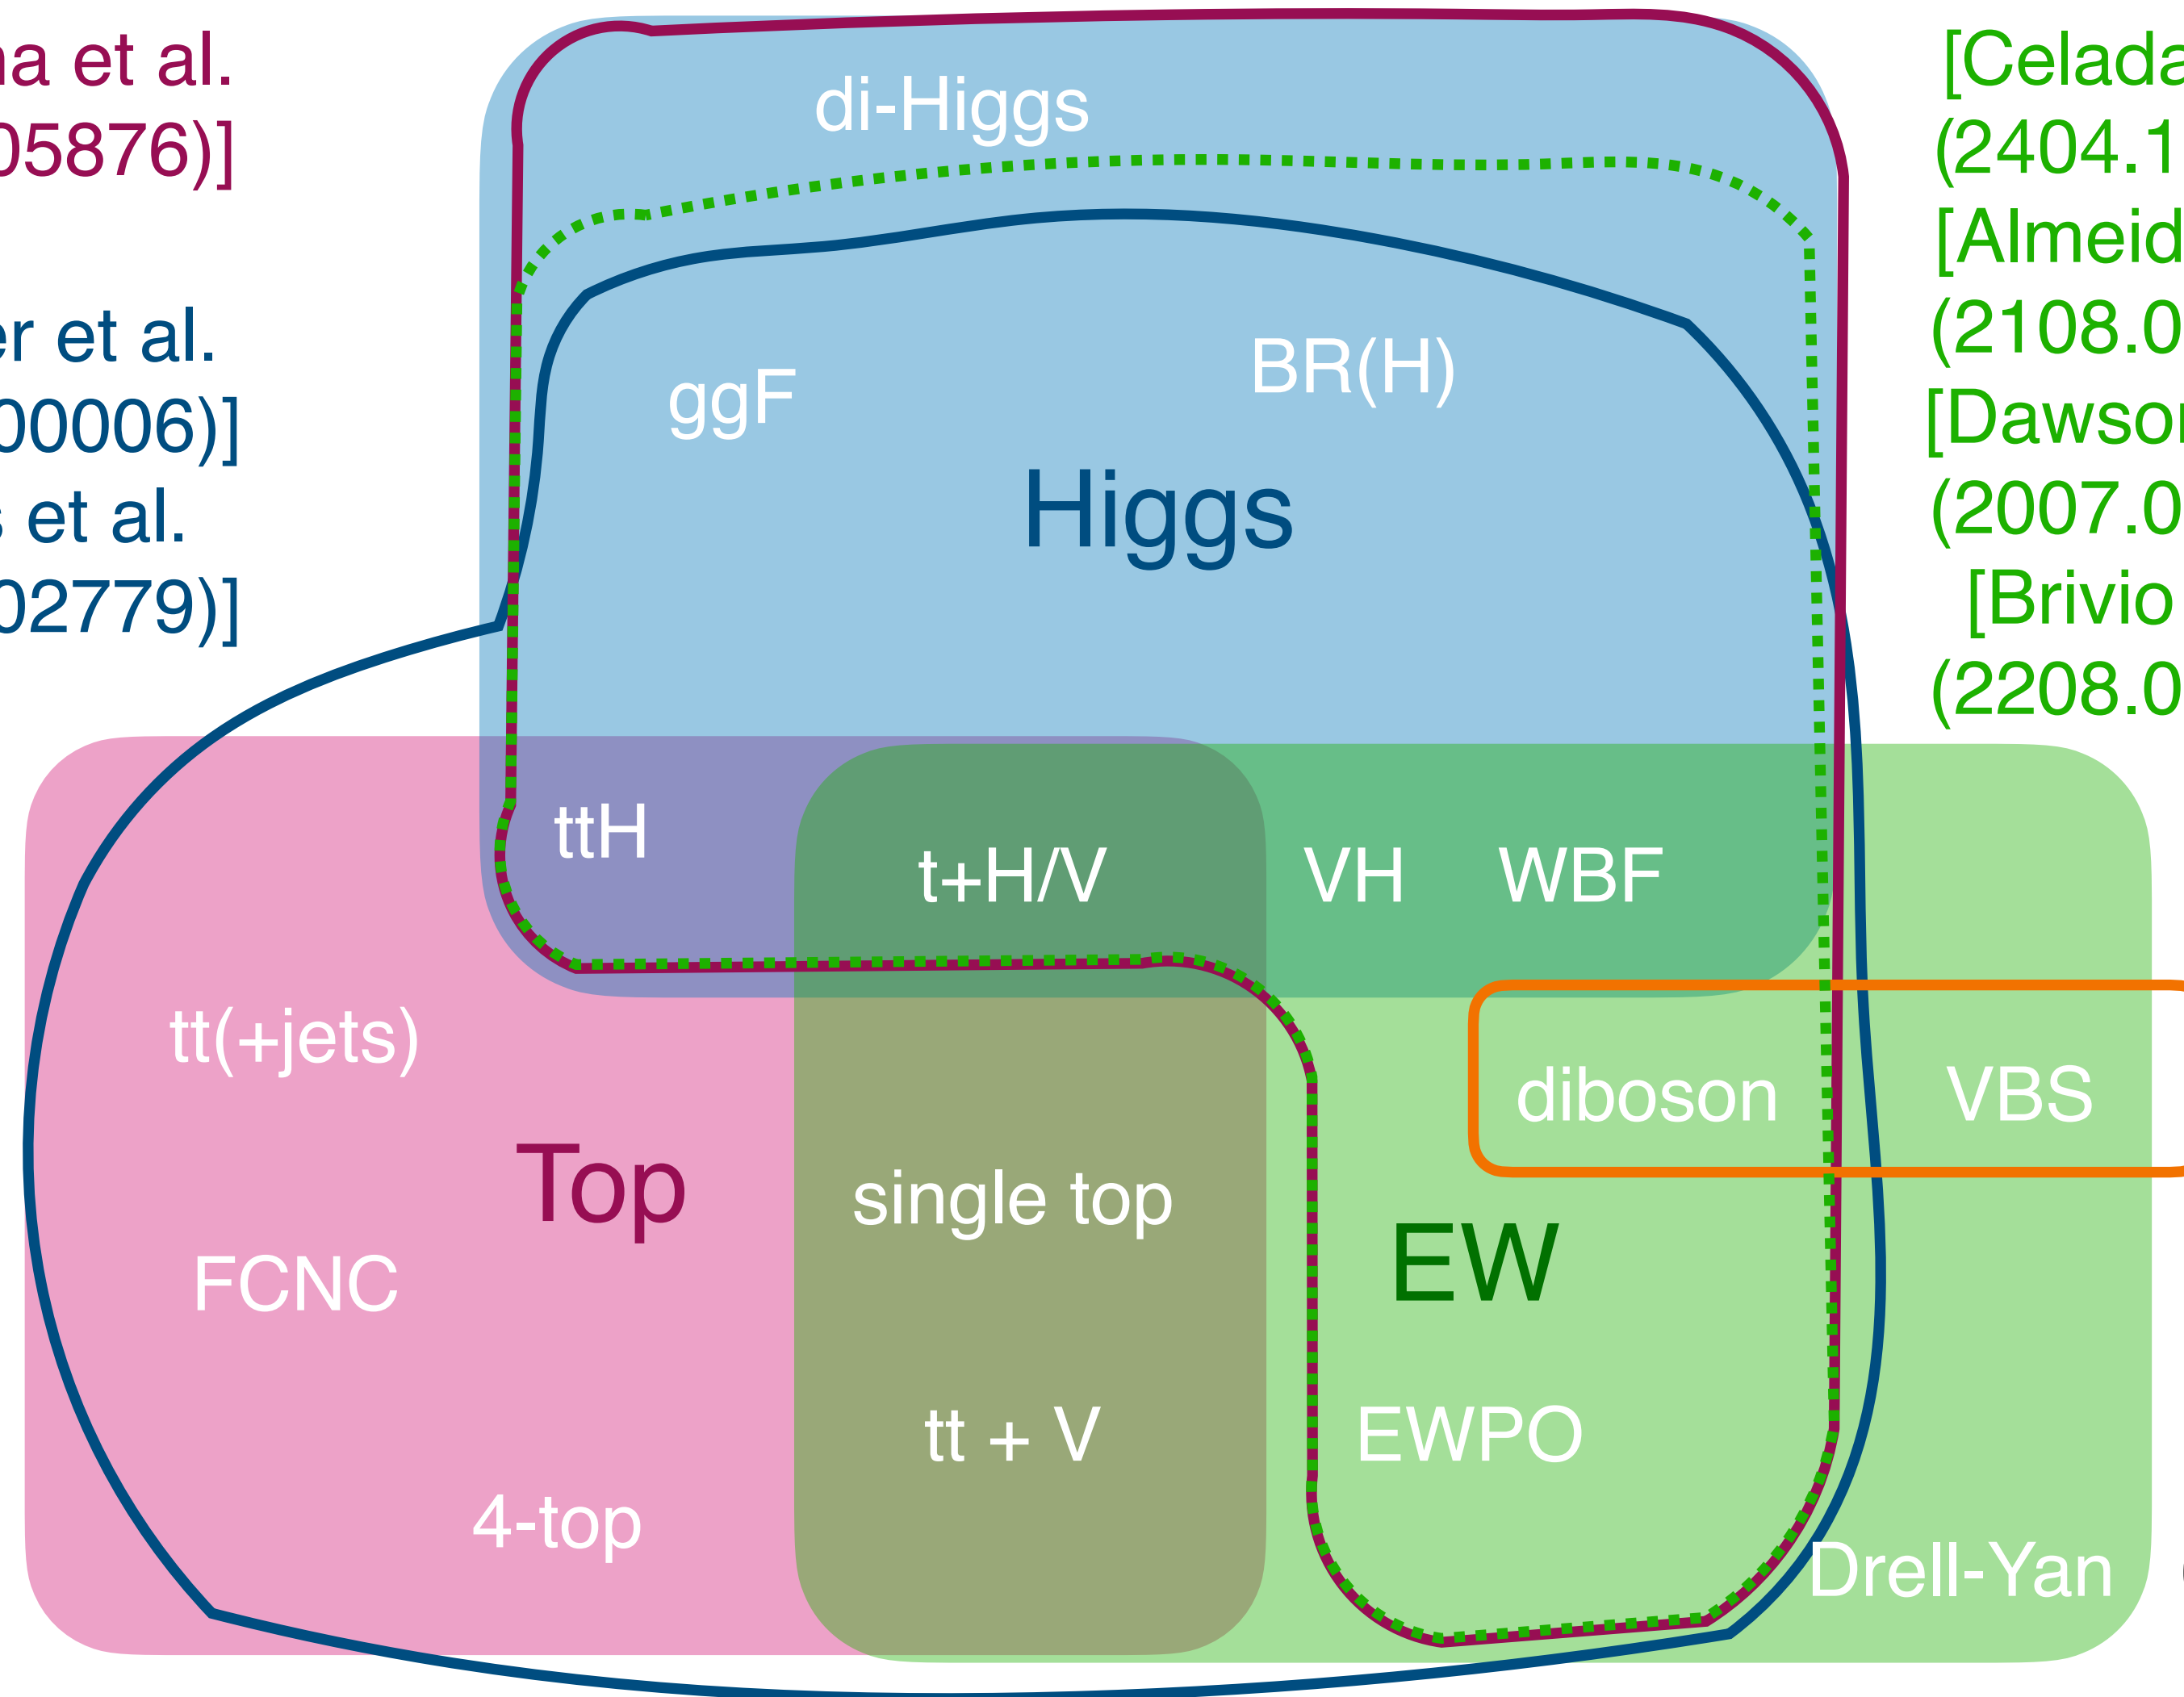 a et al.
05876)]
er et al.
00006)]
s et al.
02779)]
di-Higgs
ggF
BR(H)
Higgs
ttH
t+H/V
VH
WBF
tt(+jets)
diboson
VBS
Top
single top
EW
FCNC
tt + V
EWPO
4-top
Drell-Yan
[Celada
(2404.1
[Almeid
(2108.0
[Dawson
(2007.0
[Brivio
(2208.0